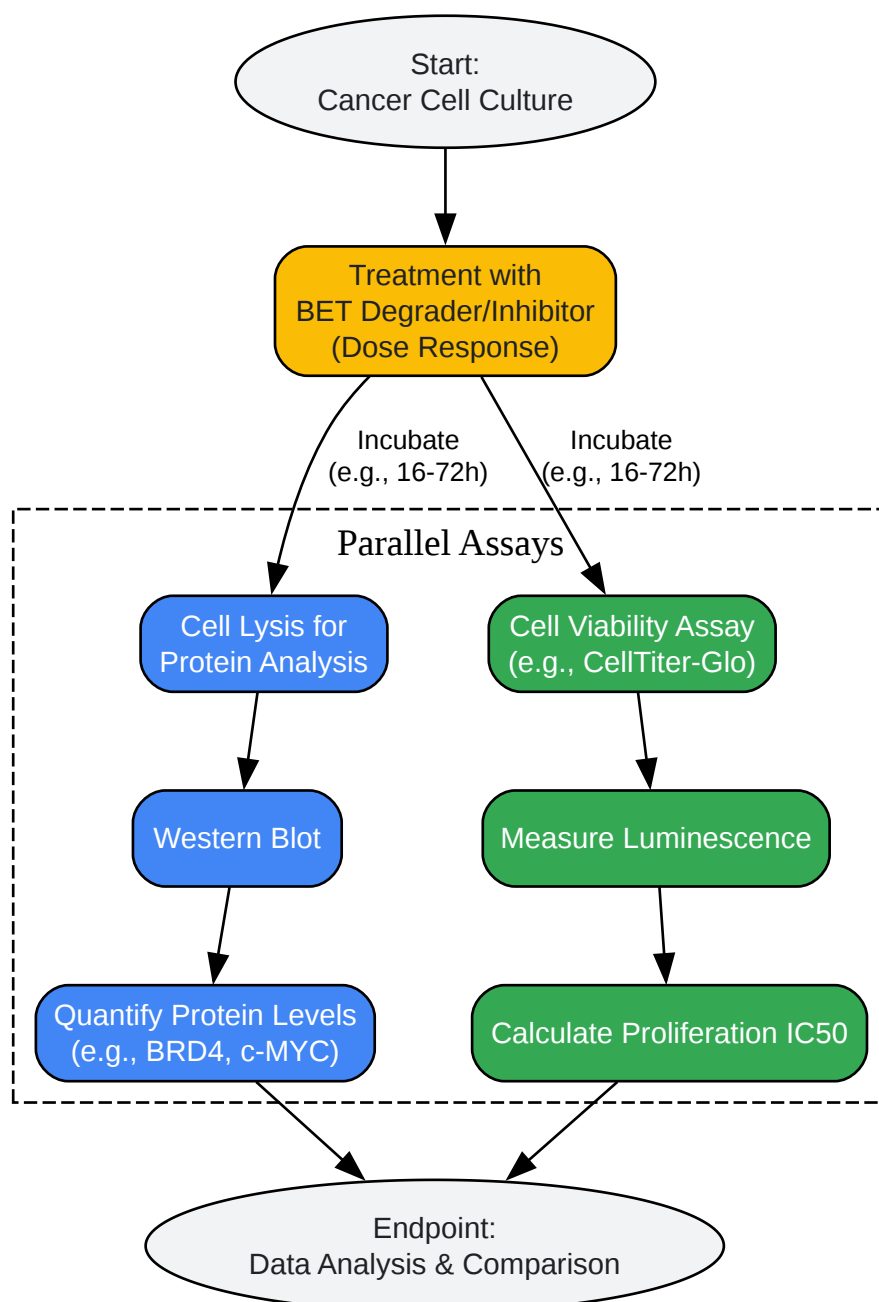 Start:
Cancer Cell Culture
Treatment with
BET Degrader/Inhibitor
(Dose Response)
Incubate
(e.g., 16-72h)
Incubate
(e.g., 16-72h)
Parallel Assays
Cell Lysis for
Protein Analysis
Cell Viability Assay
(e.g., CellTiter-Glo)
Western Blot
Measure Luminescence
Quantify Protein Levels
(e.g., BRD4, c-MYC)
Calculate Proliferation IC50
Endpoint:
Data Analysis & Comparison